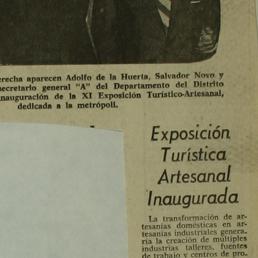 erecha aparecen Adolfo de la Huerta, Salvador Novo y
ecretario general "A" del Departamento del Distrito
nauguración de la XI Exposición Turístico-Artesanal,
dedicada a la metrópoli.
Exposición
Turística
Artesanal
Inaugurada
La transformación de ar-
tesanías domésticas en ar-
tesanías industriales genera-
ría la creación de múltiples
industrias talleres, fuentes
de trabajo y centros de pro-